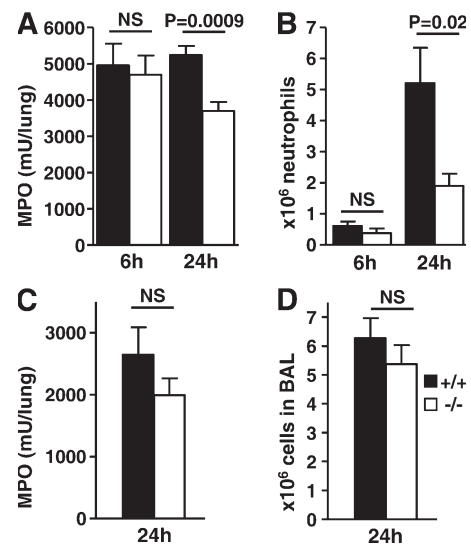 A
NS
P=0.0009
MPO (mU/lung)
6000
5000
4000
3000
2000
1000
0
6h
24h
B
P=0.02
NS
x10⁶ neutrophils
7
6
5
4
3
2
1
0
6h
24h
C
NS
MPO (mU/lung)
3000
2000
1000
0
24h
D
NS
x10⁶ cells in BAL
7
6
5
4
3
2
1
0
24h
+/+
-/-